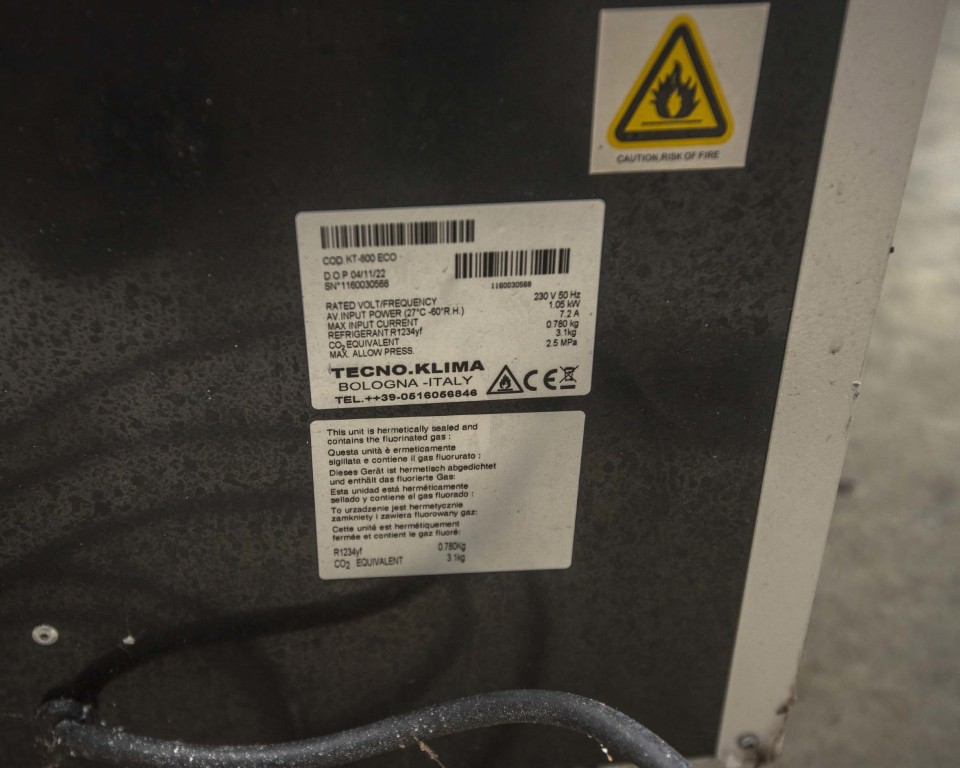 CAUTION,RISK OF FIRE
COD. KT-800 ECO
D.O.P 04/11/22
SN°1160030568
1160030568
RATED VOLT/FREQUENCY 230 V 50 Hz
AV.INPUT POWER (27°C -60°R.H.) 1.05 kW
MAX INPUT CURRENT 7.2 A
REFRIGERANT:R1234yf 0.780 kg
CO2 EQUIVALENT 3.1kg
MAX. ALLOW PRESS. 2.5 MPa
TECNO.KLIMA
BOLOGNA -ITALY
TEL.++39-0516056846
CE
This unit is hermetically sealed and
contains the fluorinated gas :
Questa unità è ermeticamente
sigillata e contiene il gas fluorurato :
Dieses Gerät ist hermetisch abgedichtet
und enthält das fluorierte Gas:
Esta unidad está herméticamente
sellado y contiene el gas fluorado :
To urzadzenie jest hermetycznie
zamkniety i zawiera fluorowany gaz:
Cette unité est hermétiquement
fermée et contient le gaz fluoré:
R1234yf 0.780Kg
CO2 EQUIVALENT 3.1kg